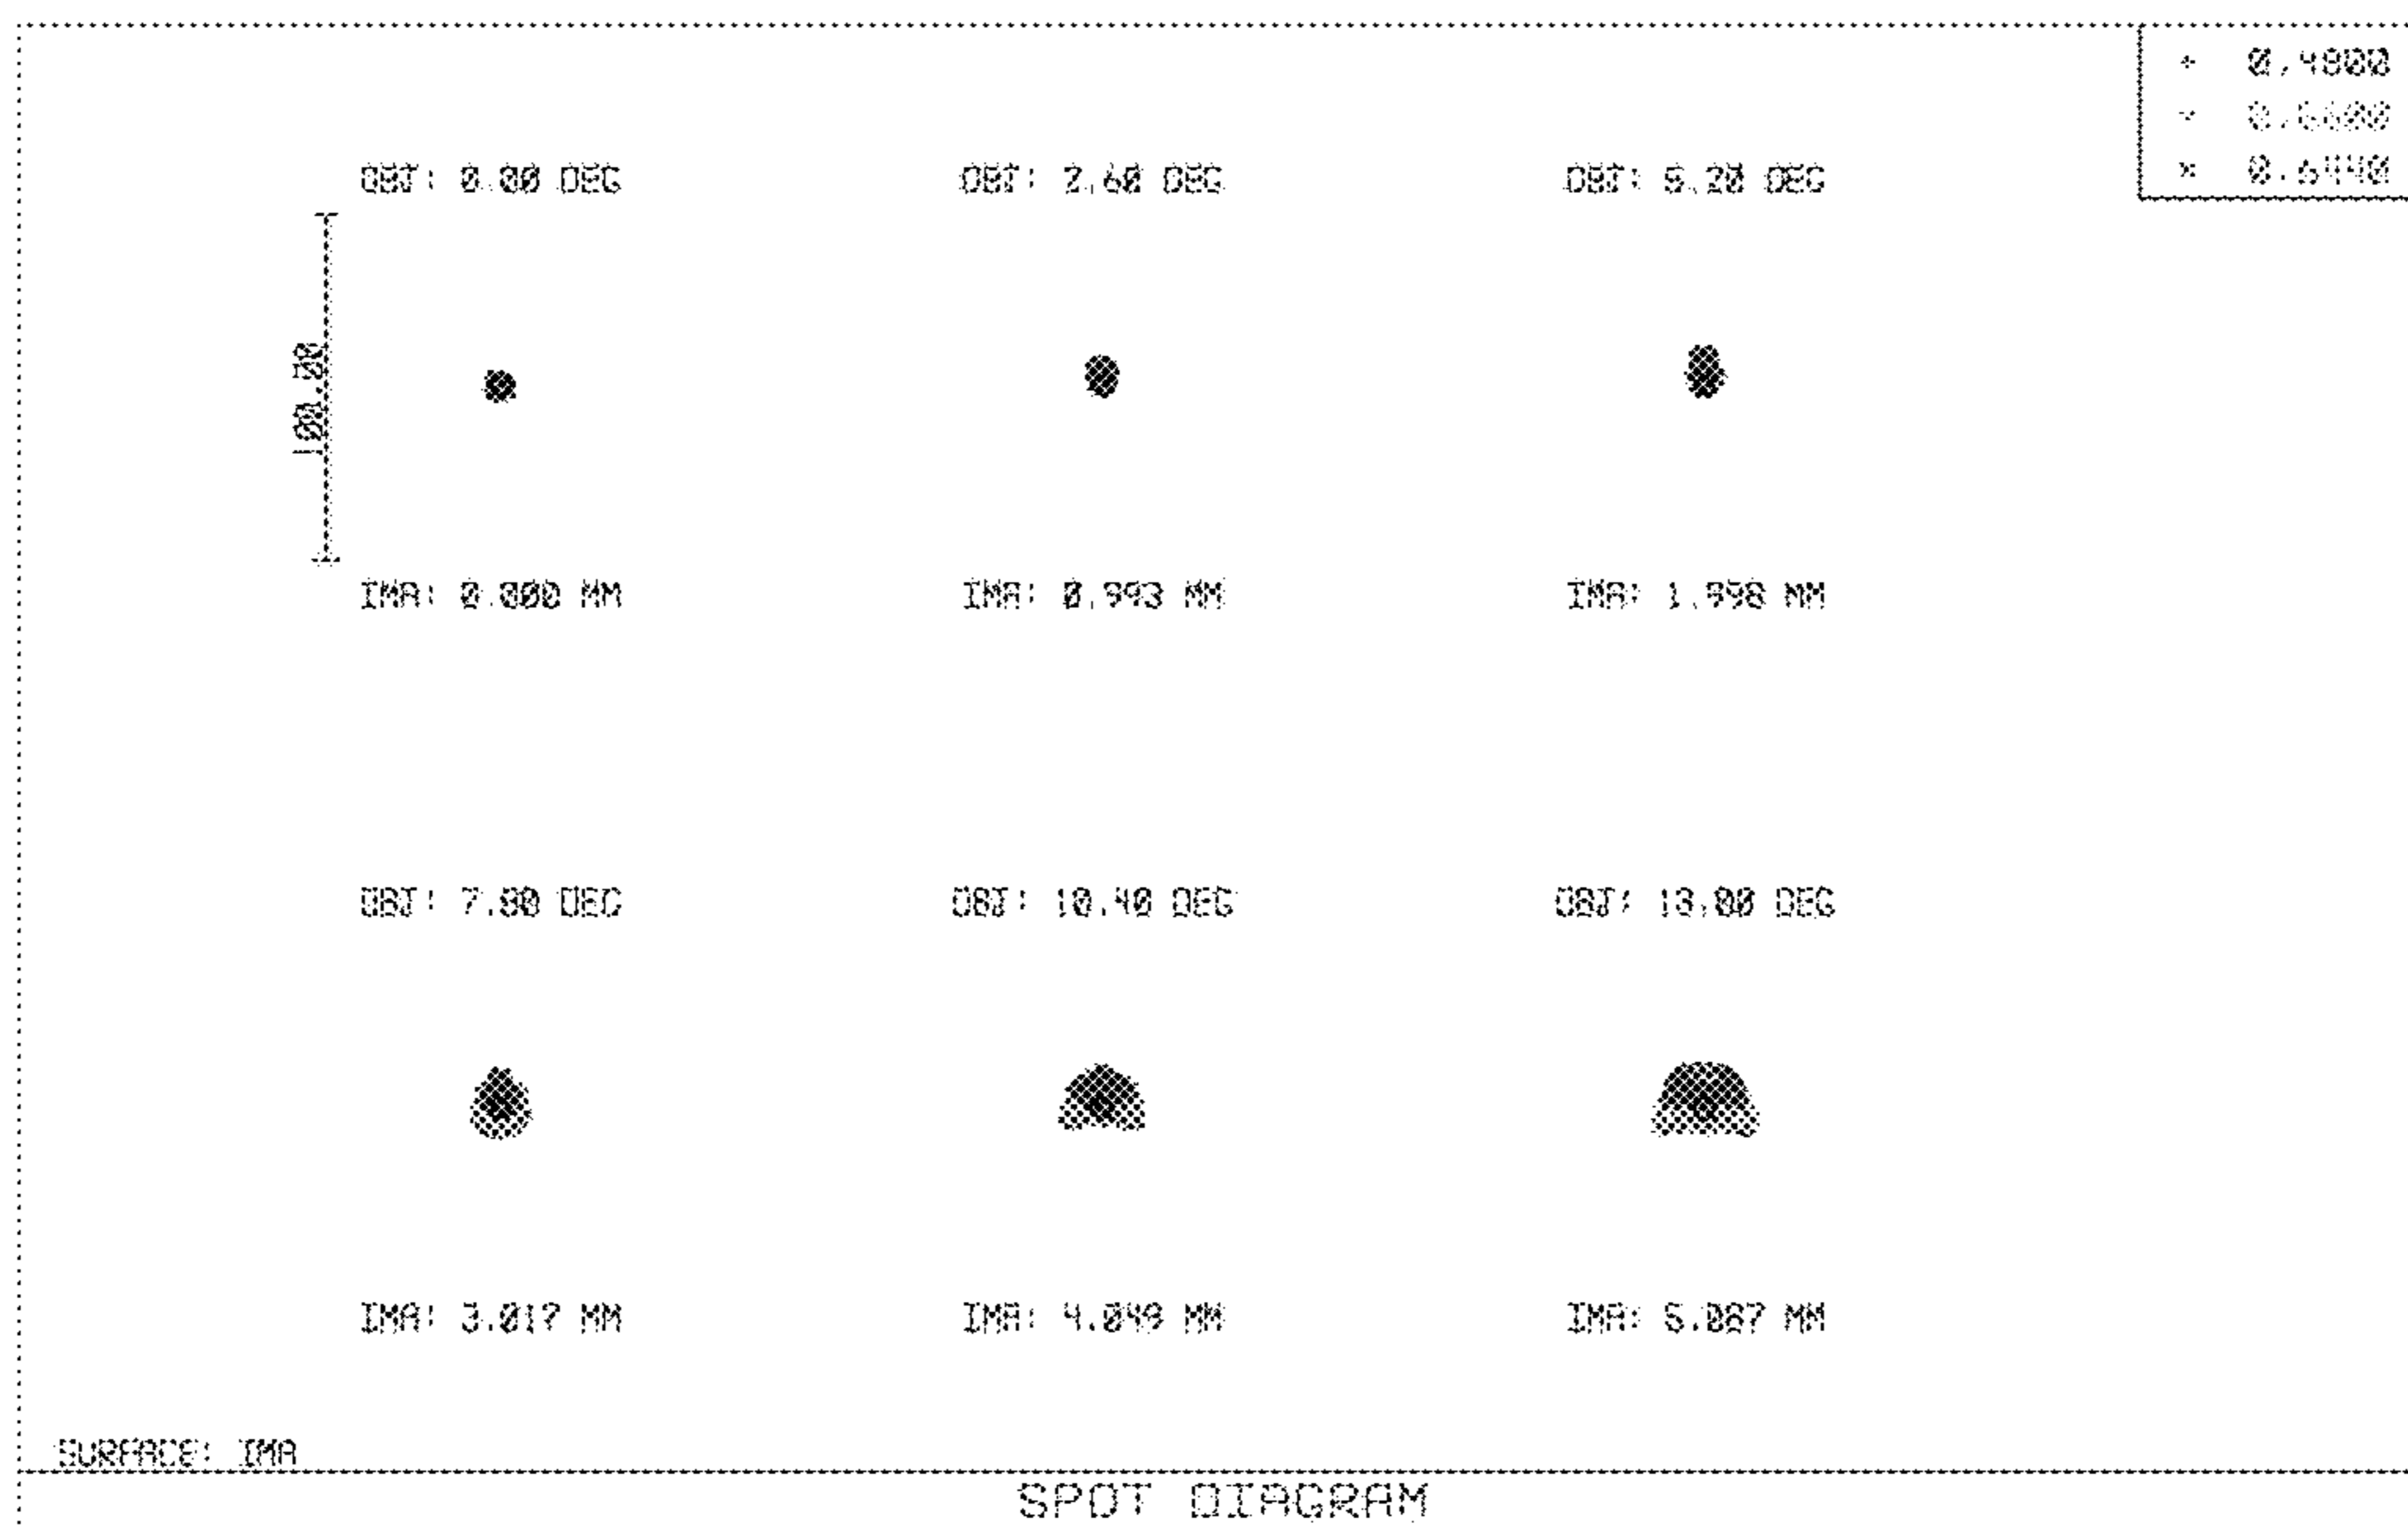 + 0.4800
× 0.6440
OBJ: 0.00 DEG OBJ: 2.60 DEG OBJ: 5.20 DEG
100.00
IMA: 0.000 MM IMA: 0.993 MM IMA: 1.998 MM
OBJ: 7.80 DEG OBJ: 10.40 DEG OBJ: 13.00 DEG
IMA: 3.017 MM IMA: 4.049 MM IMA: 5.087 MM
SURFACE: IMA
SPOT DIAGRAM